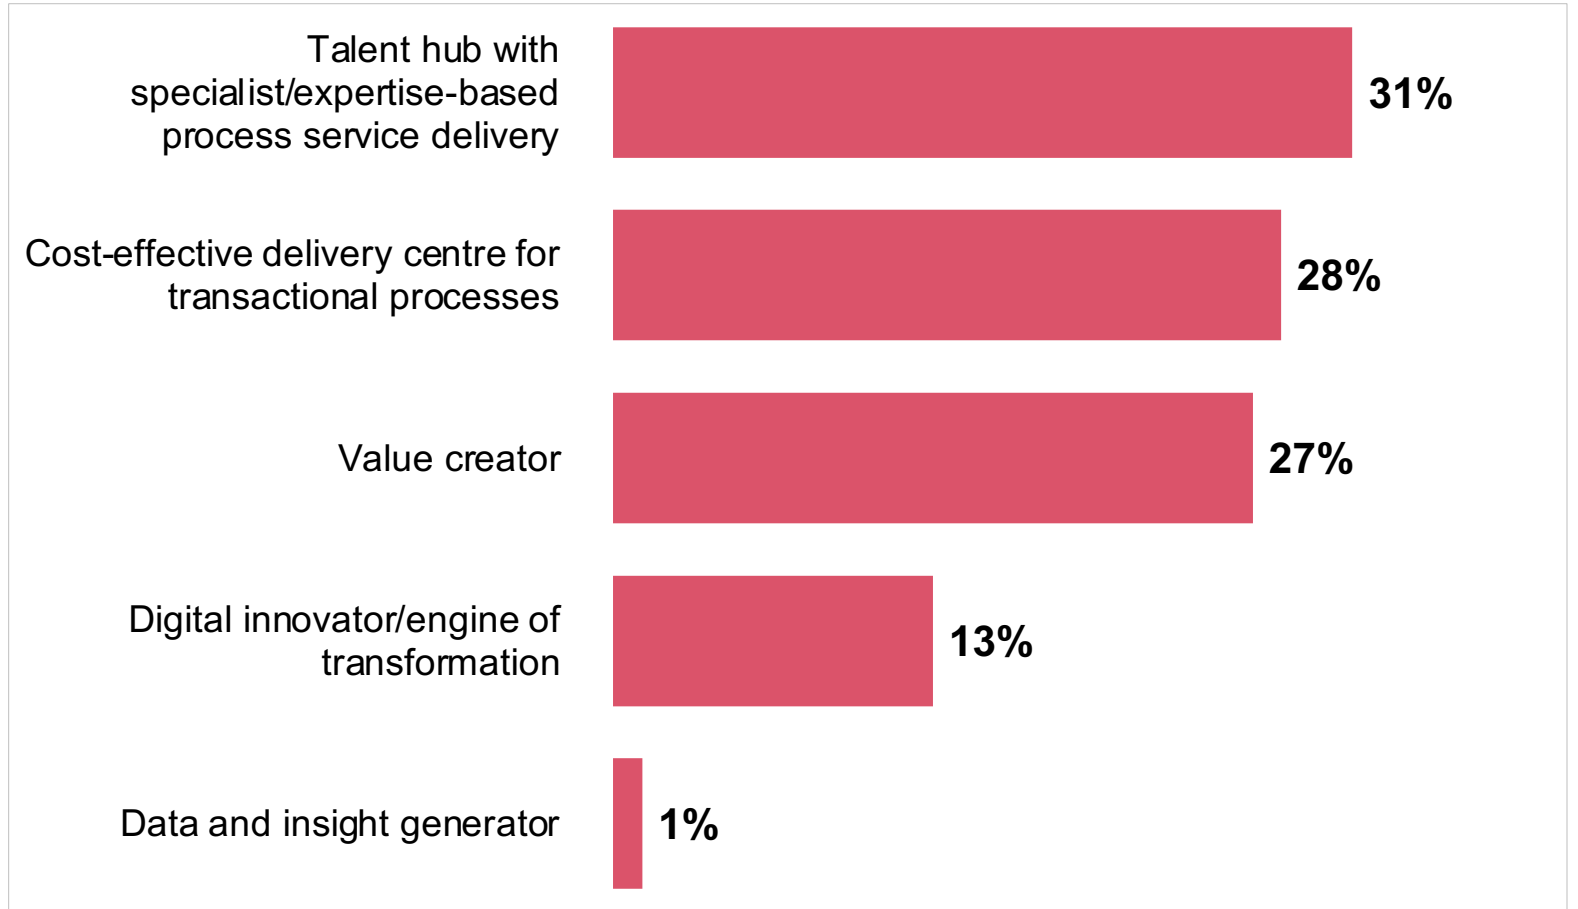 Talent hub with
specialist/expertise-based
process service delivery
31%
Cost-effective delivery centre for
transactional processes
28%
Value creator
27%
Digital innovator/engine of
transformation
13%
Data and insight generator
1%